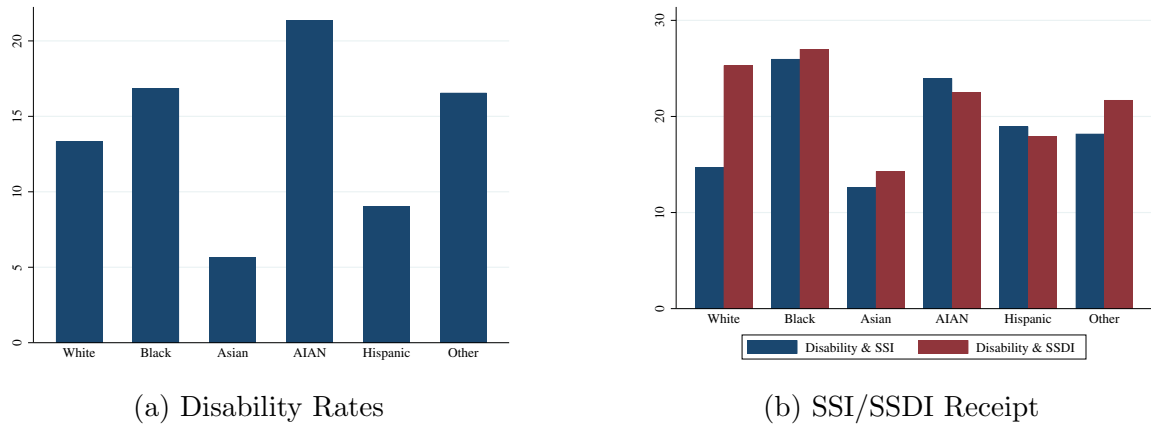 20
15
10
5
0
White Black Asian AIAN Hispanic Other
(a) Disability Rates
30
20
10
0
White Black Asian AIAN Hispanic Other
Disability & SSI Disability & SSDI
(b) SSI/SSDI Receipt